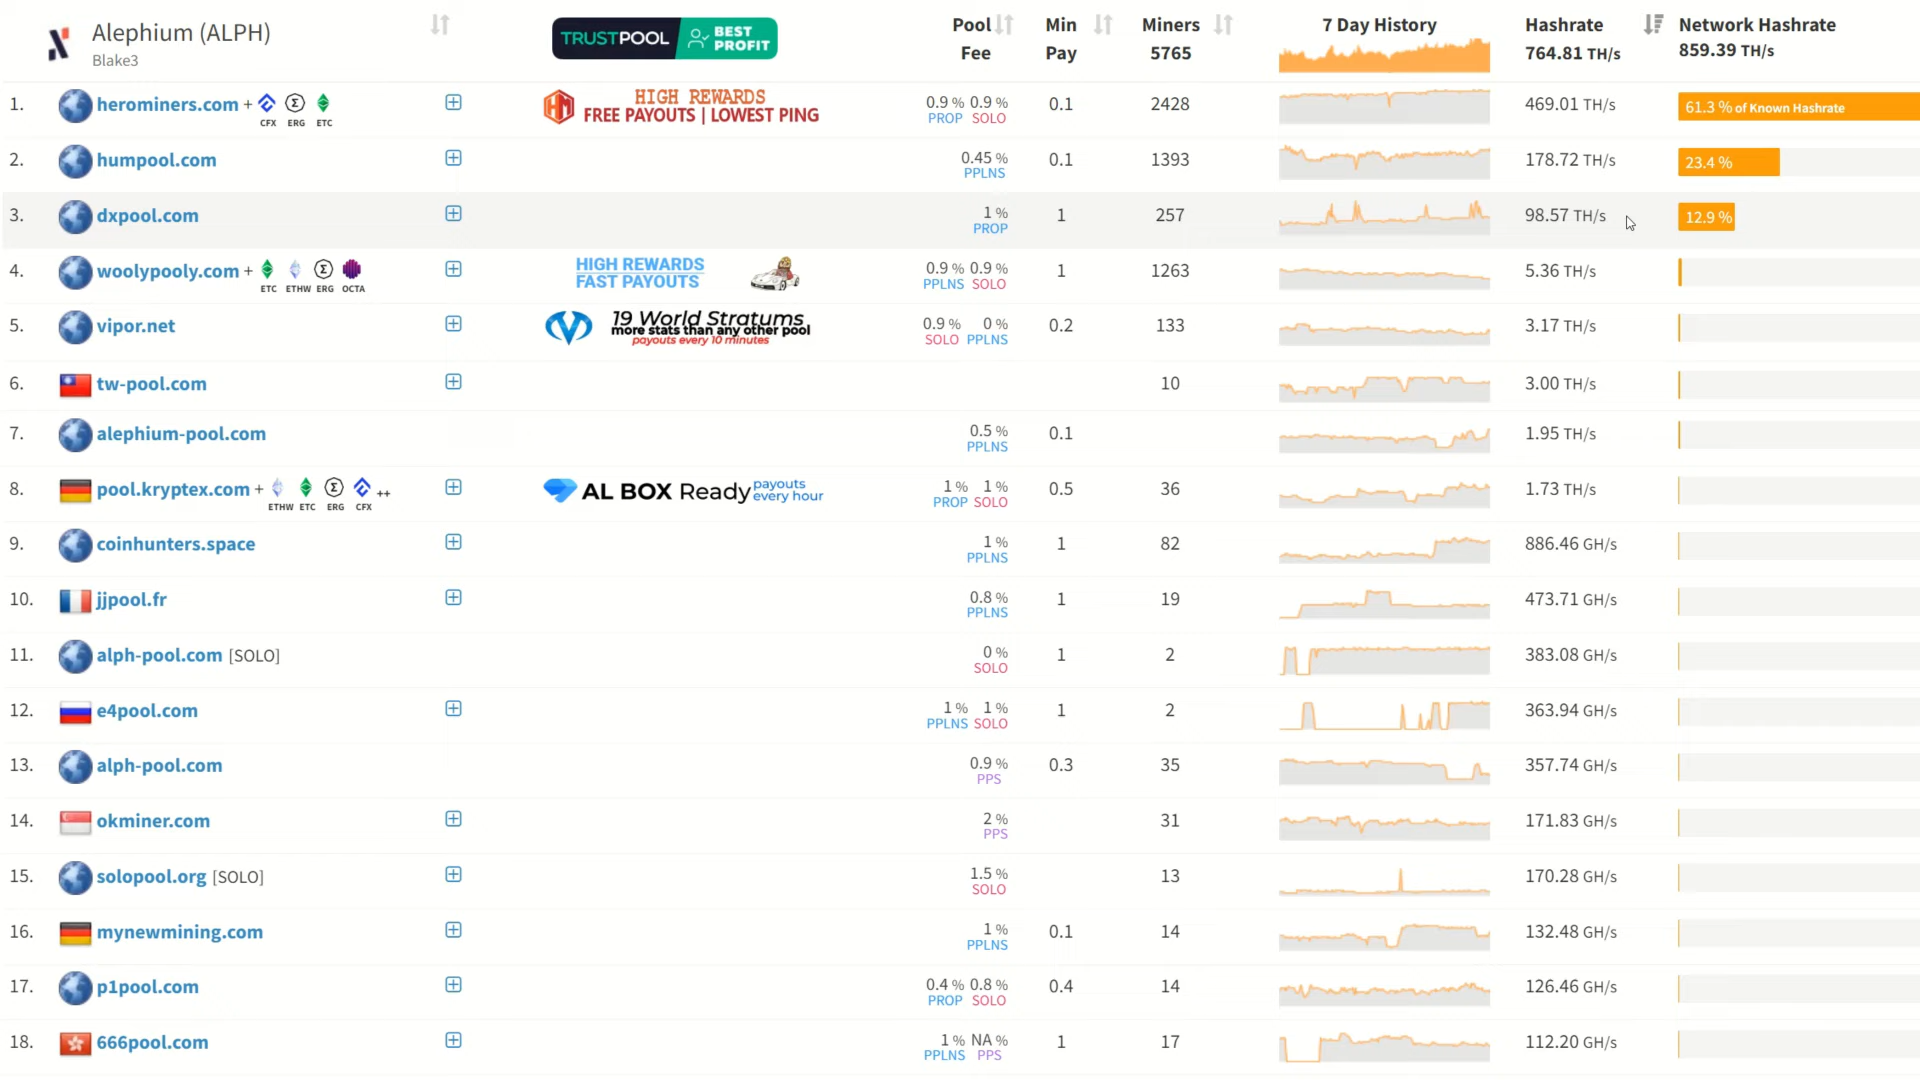 Alephium (ALPH)
Blake3
TRUSTPOOL BEST PROFIT
Pool Fee
Min Pay
Miners 5765
7 Day History
Hashrate 764.81 TH/s
Network Hashrate 859.39 TH/s
1. herominers.com + CFX ERG ETC HIGH REWARDS FREE PAYOUTS | LOWEST PING 0.9 % PROP 0.9 % SOLO 0.1 2428 469.01 TH/s 61.3 % of Known Hashrate
2. humpool.com 0.45 % PPLNS 0.1 1393 178.72 TH/s 23.4 %
3. dxpool.com 1 % PROP 1 257 98.57 TH/s 12.9 %
4. woolypooly.com + ETC ETHW ERG OCTA HIGH REWARDS FAST PAYOUTS 0.9 % PPLNS 0.9 % SOLO 1 1263 5.36 TH/s
5. vipor.net 19 World Stratums more stats than any other pool payouts every 10 minutes 0.9 % SOLO 0 % PPLNS 0.2 133 3.17 TH/s
6. tw-pool.com 10 3.00 TH/s
7. alephium-pool.com 0.5 % PPLNS 0.1 1.95 TH/s
8. pool.kryptex.com + ETHW ETC ERG CFX ++ AL BOX Ready payouts every hour 1 % PROP 1 % SOLO 0.5 36 1.73 TH/s
9. coinhunters.space 1 % PPLNS 1 82 886.46 GH/s
10. jjpool.fr 0.8 % PPLNS 1 19 473.71 GH/s
11. alph-pool.com [SOLO] 0 % SOLO 1 2 383.08 GH/s
12. e4pool.com 1 % PPLNS 1 % SOLO 1 2 363.94 GH/s
13. alph-pool.com 0.9 % PPS 0.3 35 357.74 GH/s
14. okminer.com 2 % PPS 31 171.83 GH/s
15. solopool.org [SOLO] 1.5 % SOLO 13 170.28 GH/s
16. mynewmining.com 1 % PPLNS 0.1 14 132.48 GH/s
17. p1pool.com 0.4 % PROP 0.8 % SOLO 0.4 14 126.46 GH/s
18. 666pool.com 1 % PPLNS NA % PPS 1 17 112.20 GH/s